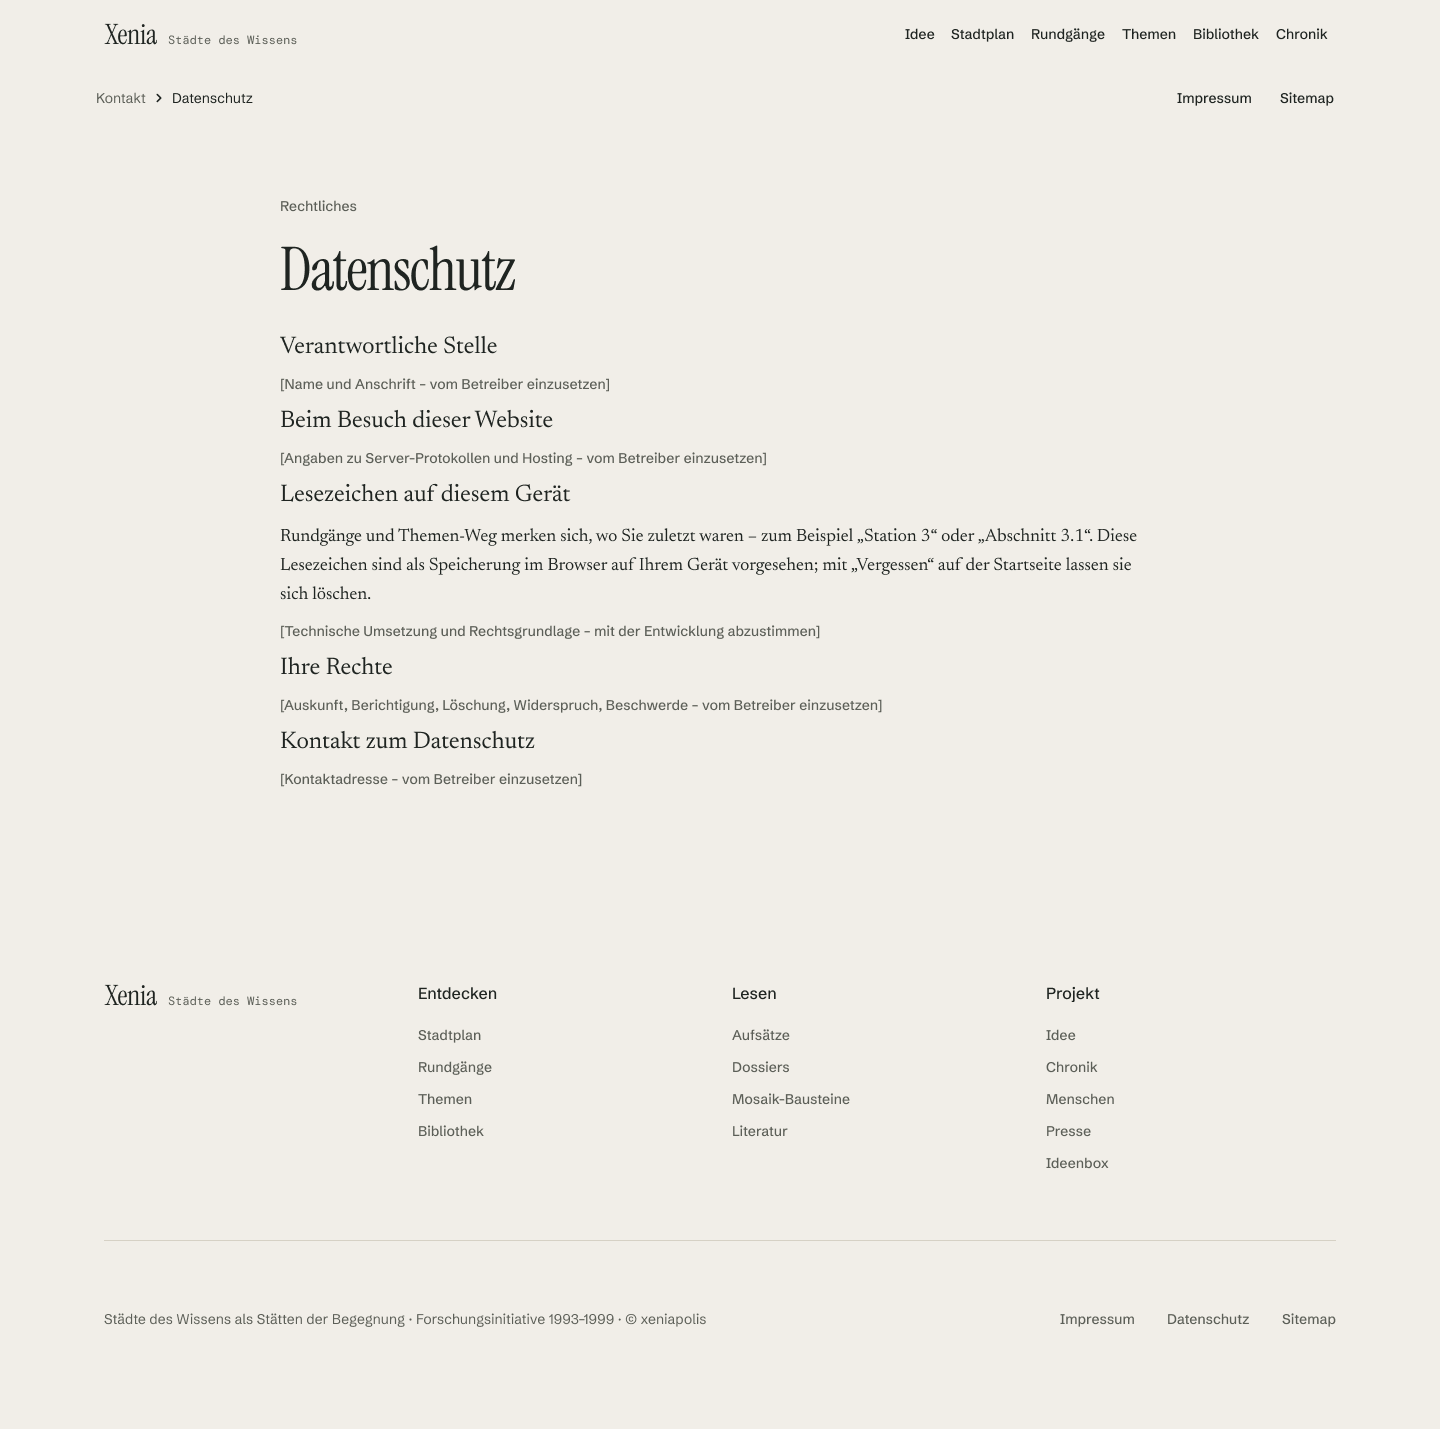 Xenia Städte des Wissens
Idee Stadtplan Rundgänge Themen Bibliothek Chronik
Kontakt > Datenschutz
Impressum Sitemap
Rechtliches
Datenschutz
Verantwortliche Stelle
[Name und Anschrift – vom Betreiber einzusetzen]
Beim Besuch dieser Website
[Angaben zu Server-Protokollen und Hosting – vom Betreiber einzusetzen]
Lesezeichen auf diesem Gerät
Rundgänge und Themen-Weg merken sich, wo Sie zuletzt waren – zum Beispiel „Station 3“ oder „Abschnitt 3.1“. Diese
Lesezeichen sind als Speicherung im Browser auf Ihrem Gerät vorgesehen; mit „Vergessen“ auf der Startseite lassen sie
sich löschen.
[Technische Umsetzung und Rechtsgrundlage – mit der Entwicklung abzustimmen]
Ihre Rechte
[Auskunft, Berichtigung, Löschung, Widerspruch, Beschwerde – vom Betreiber einzusetzen]
Kontakt zum Datenschutz
[Kontaktadresse – vom Betreiber einzusetzen]
Xenia Städte des Wissens
Entdecken
Stadtplan
Rundgänge
Themen
Bibliothek
Lesen
Aufsätze
Dossiers
Mosaik-Bausteine
Literatur
Projekt
Idee
Chronik
Menschen
Presse
Ideenbox
Städte des Wissens als Stätten der Begegnung · Forschungsinitiative 1993–1999 · © xeniapolis
Impressum Datenschutz Sitemap